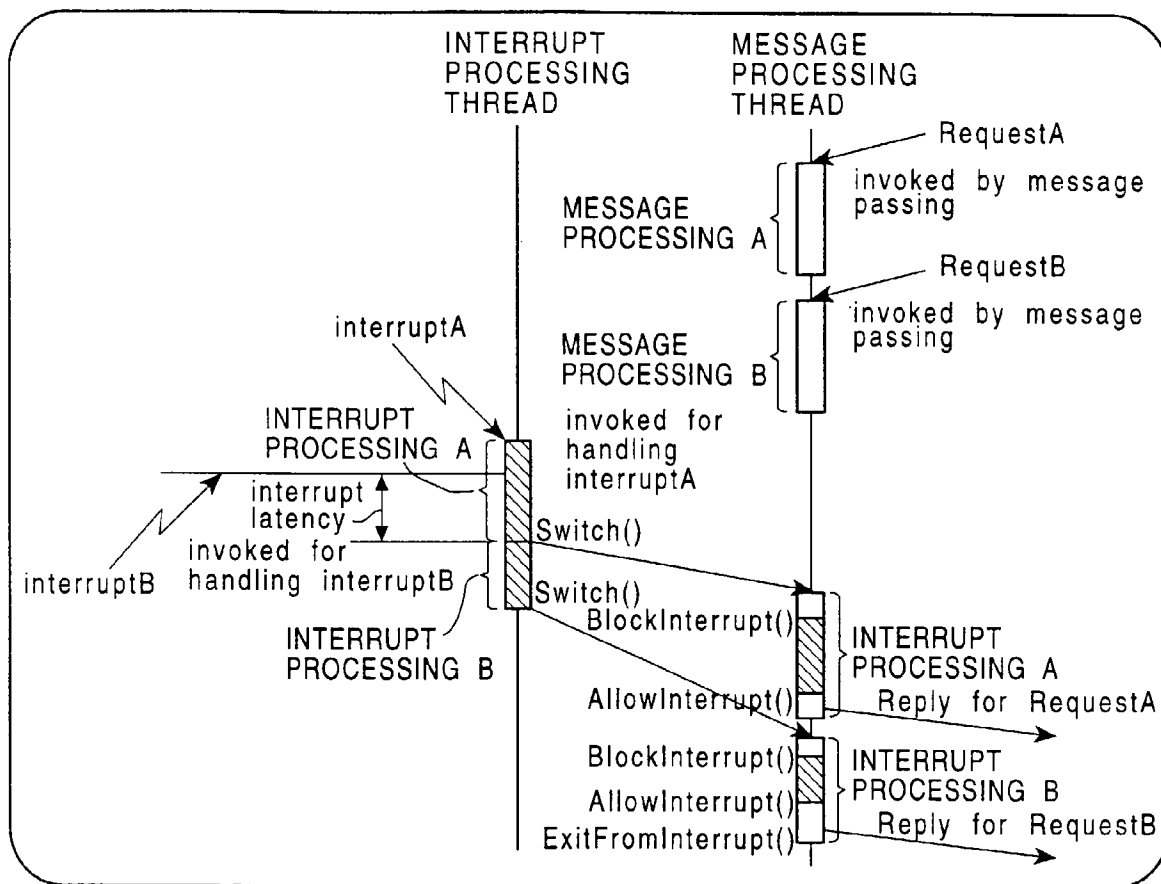 INTERRUPT
PROCESSING
THREAD
MESSAGE
PROCESSING
THREAD
RequestA
invoked by message
passing
MESSAGE
PROCESSING A
RequestB
invoked by message
passing
interruptA
MESSAGE
PROCESSING B
INTERRUPT
PROCESSING A
invoked for
handling
interruptA
interrupt
latency
Switch()
invoked for
handling interruptB
interruptB
Switch()
BlockInterrupt()
INTERRUPT
PROCESSING B
INTERRUPT
PROCESSING A
AllowInterrupt()
Reply for RequestA
BlockInterrupt()
INTERRUPT
PROCESSING B
AllowInterrupt()
Reply for RequestB
ExitFromInterrupt()